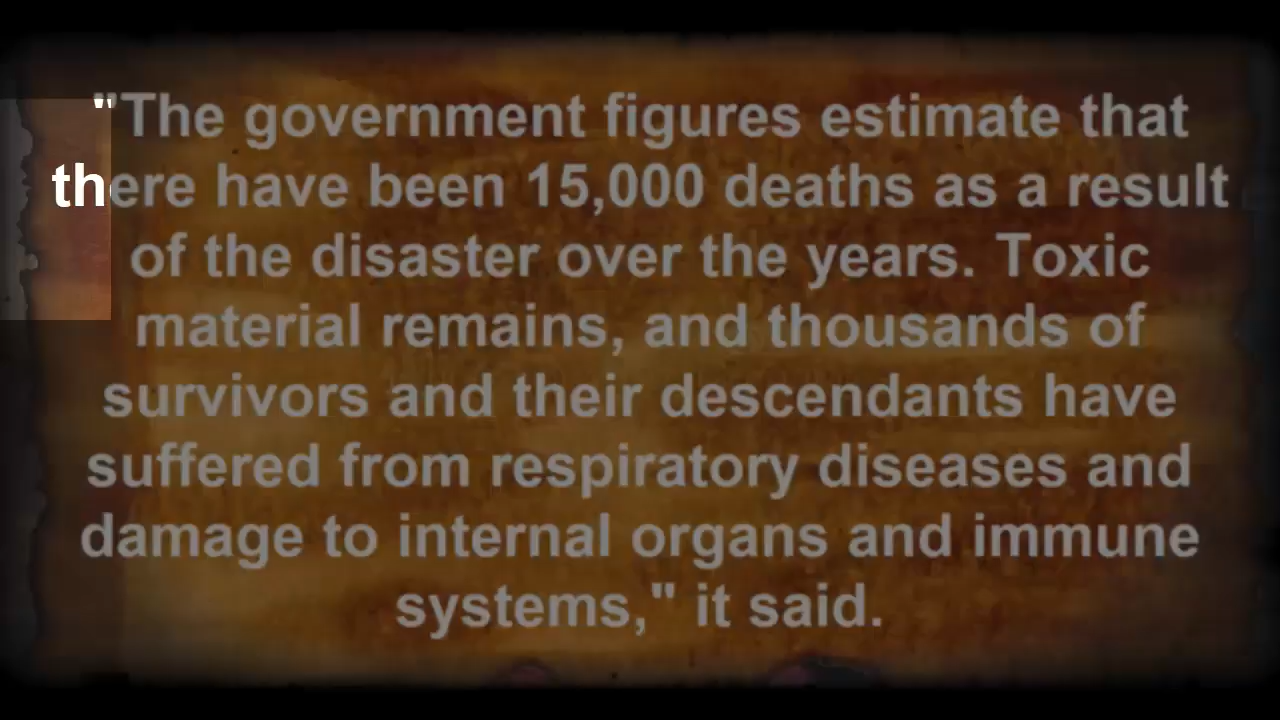 "The government figures estimate that
there have been 15,000 deaths as a result
of the disaster over the years. Toxic
material remains, and thousands of
survivors and their descendants have
suffered from respiratory diseases and
damage to internal organs and immune
systems," it said.